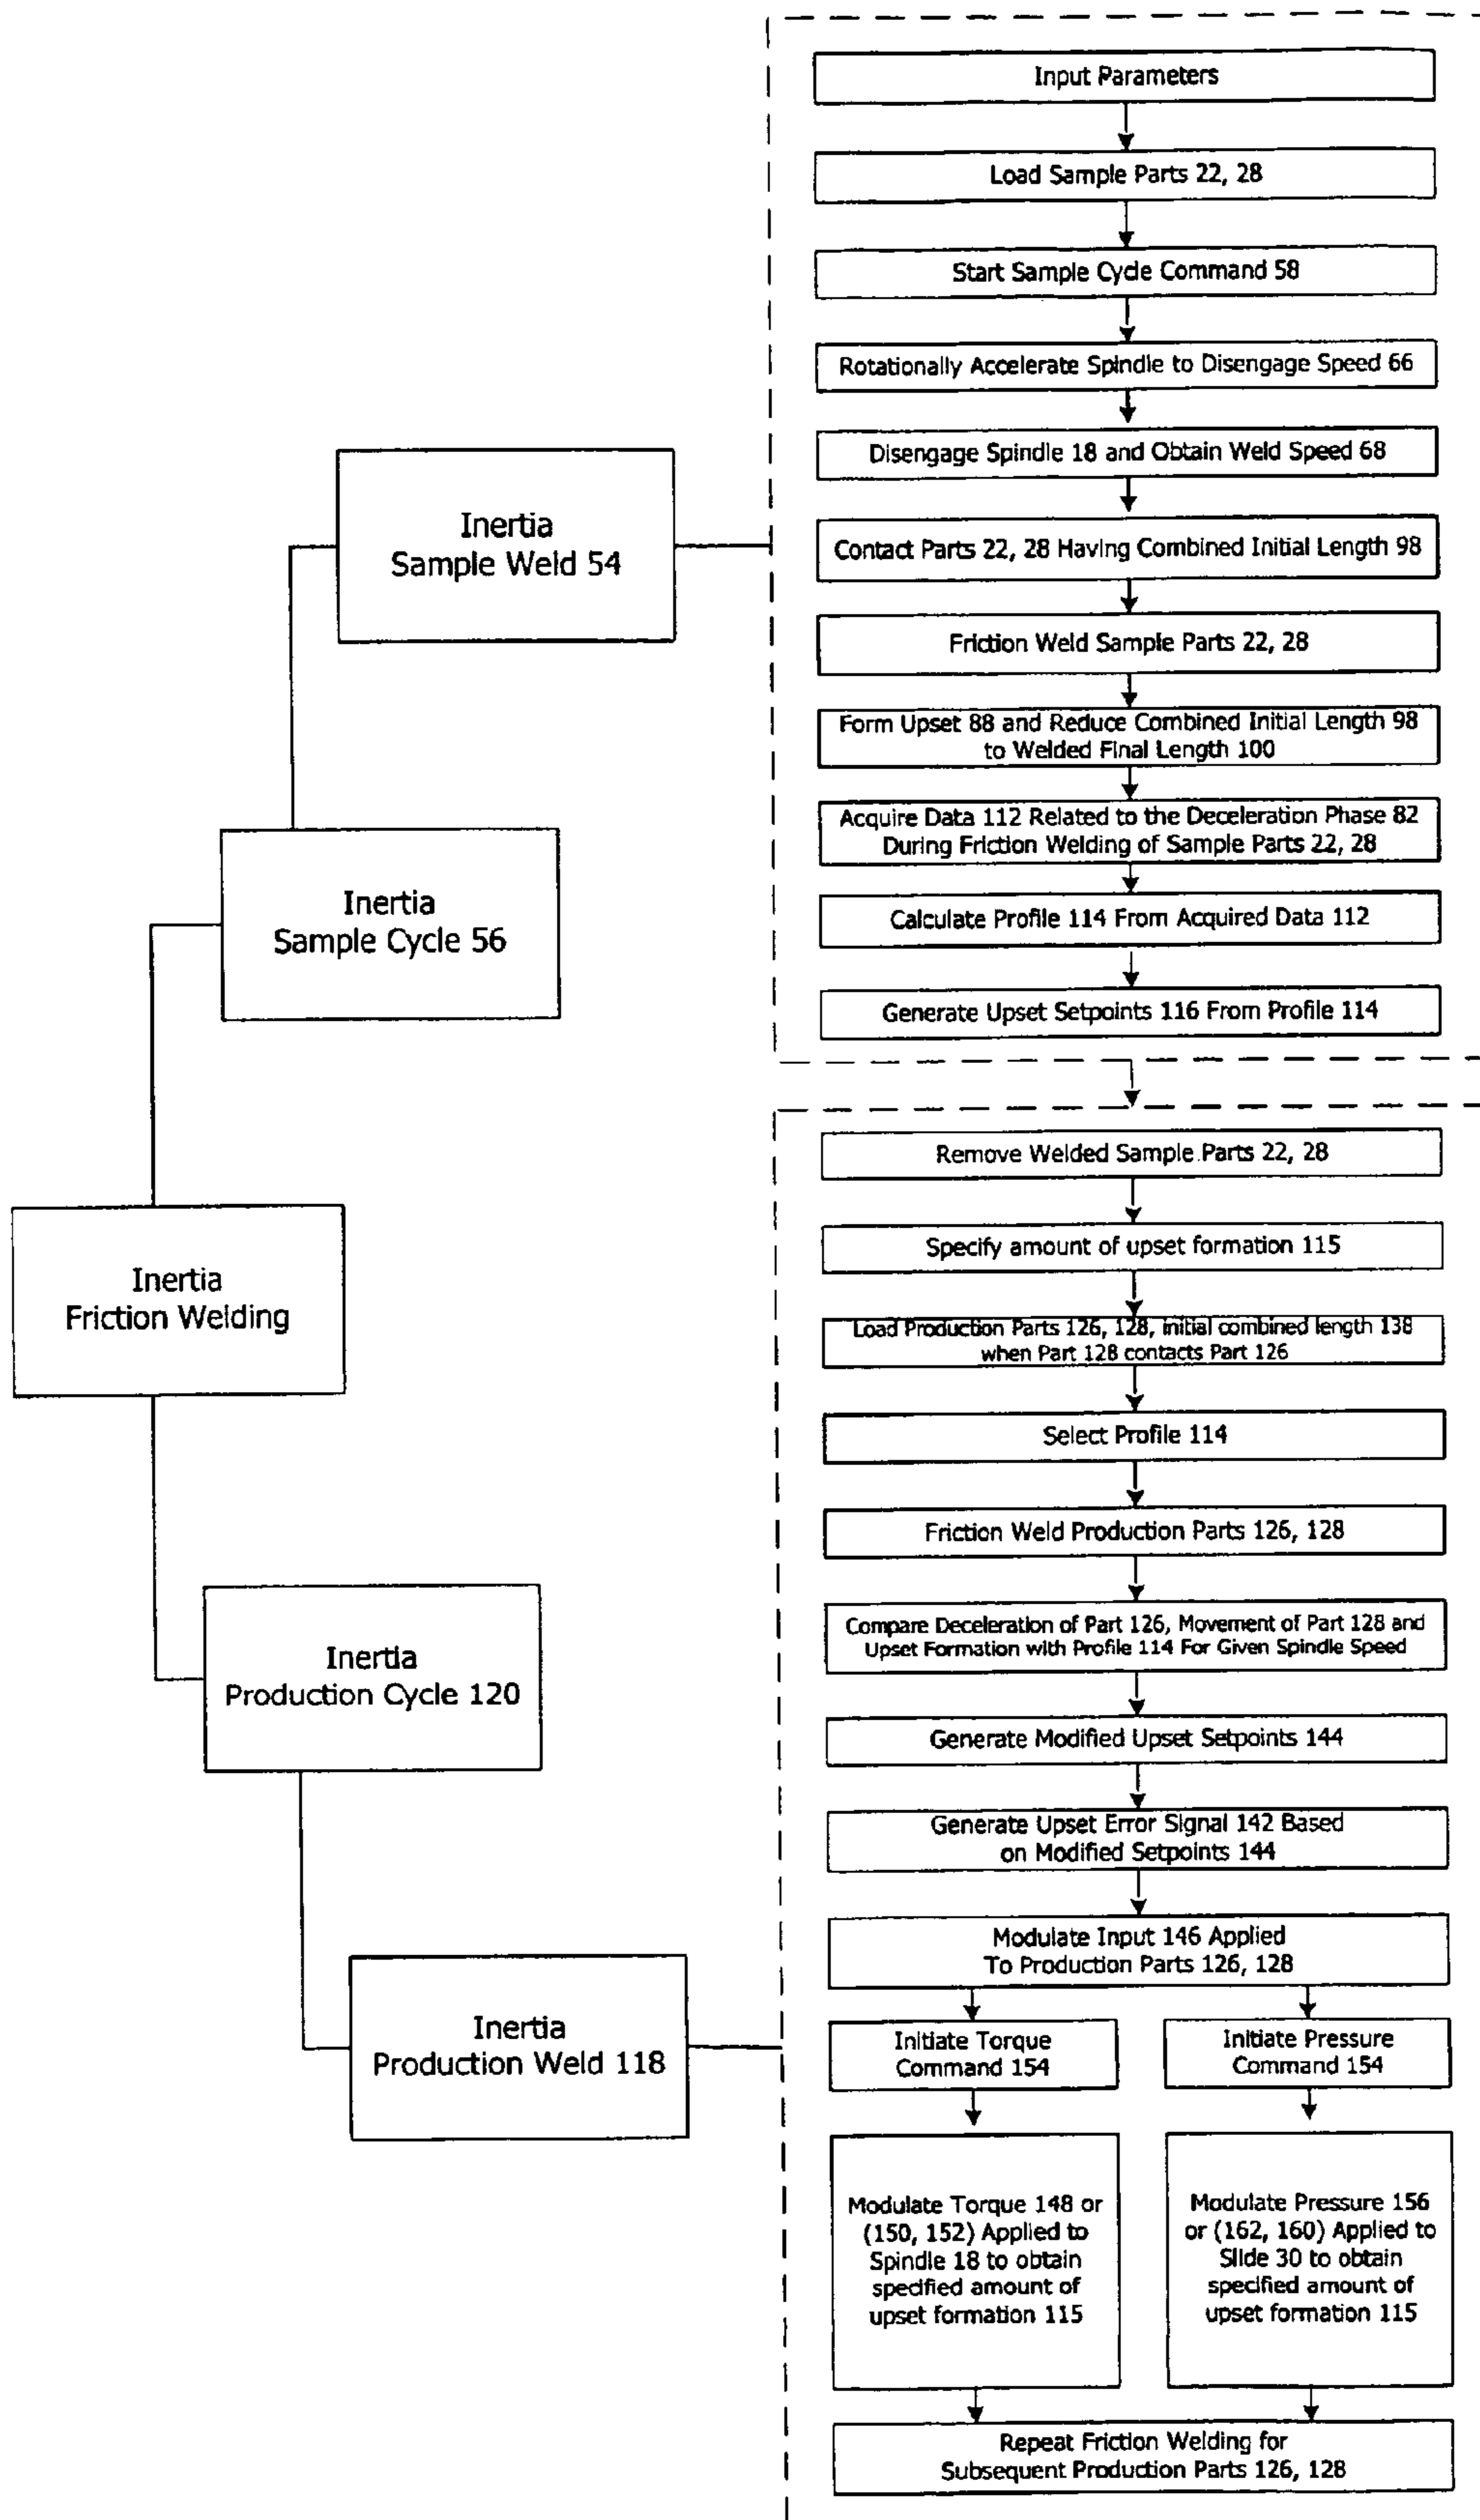 Input Parameters
Load Sample Parts 22, 28
Start Sample Cycle Command 58
Rotationally Accelerate Spindle to Disengage Speed 66
Disengage Spindle 18 and Obtain Weld Speed 68
Contact Parts 22, 28 Having Combined Initial Length 98
Friction Weld Sample Parts 22, 28
Form Upset 88 and Reduce Combined Initial Length 98
to Welded Final Length 100
Acquire Data 112 Related to the Deceleration Phase 82
During Friction Welding of Sample Parts 22, 28
Calculate Profile 114 From Acquired Data 112
Generate Upset Setpoints 116 From Profile 114
Inertia
Sample Weld 54
Inertia
Sample Cycle 56
Inertia
Friction Welding
Inertia
Production Cycle 120
Inertia
Production Weld 118
Remove Welded Sample Parts 22, 28
Specify amount of upset formation 115
Load Production Parts 126, 128, initial combined length 138
when Part 128 contacts Part 126
Select Profile 114
Friction Weld Production Parts 126, 128
Compare Deceleration of Part 126, Movement of Part 128 and
Upset Formation with Profile 114 For Given Spindle Speed
Generate Modified Upset Setpoints 144
Generate Upset Error Signal 142 Based
on Modified Setpoints 144
Modulate Input 146 Applied
To Production Parts 126, 128
Initiate Torque
Command 154
Initiate Pressure
Command 154
Modulate Torque 148 or
(150, 152) Applied to
Spindle 18 to obtain
specified amount of
upset formation 115
Modulate Pressure 156
or (162, 160) Applied to
Slide 30 to obtain
specified amount of
upset formation 115
Repeat Friction Welding for
Subsequent Production Parts 126, 128